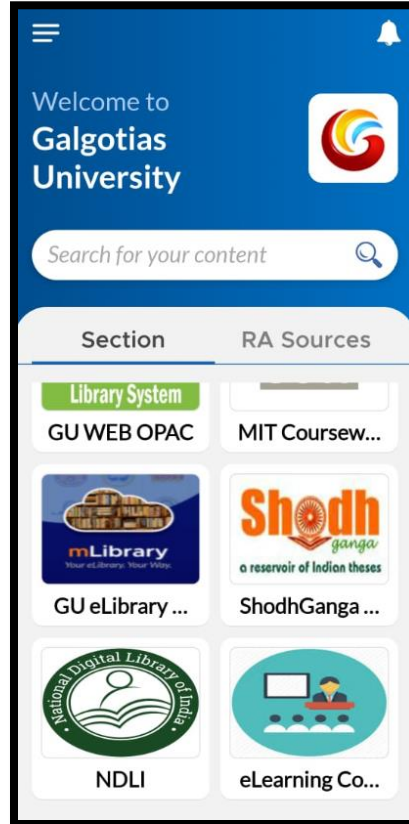 Welcome to
Galgotias
University
Search for your content
Section
RA Sources
Library System
GU WEB OPAC
MIT Coursew...
mLibrary
Your eLibrary. Your Way.
GU eLibrary ...
Shodh
ganga
a reservoir of Indian theses
ShodhGanga ...
National Digital Library of India
NDLI
eLearning Co...